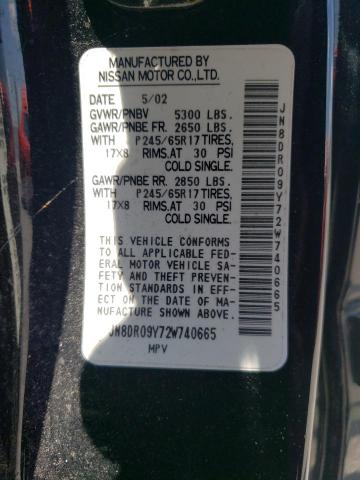 MANUFACTURED BY
NISSAN MOTOR CO.,LTD.
DATE 5/02
GVWR/PNBV 5300 LBS.
GAWR/PNBE FR. 2650 LBS.
WITH P245/65R17 TIRES,
17X8 RIMS,AT 30 PSI
COLD SINGLE.
GAWR/PNBE RR. 2850 LBS.
WITH P245/65R17 TIRES,
17X8 RIMS,AT 30 PSI
COLD SINGLE.
THIS VEHICLE CONFORMS
TO ALL APPLICABLE FED-
ERAL MOTOR VEHICLE SA-
FETY AND THEFT PREVEN-
TION STANDARDS IN EFF-
ECT ON THE DATE OF MA-
NUFACTURE SHOWN ABOVE.
JN8DR09Y72W740665
MPV
JN8DR09Y72W740665